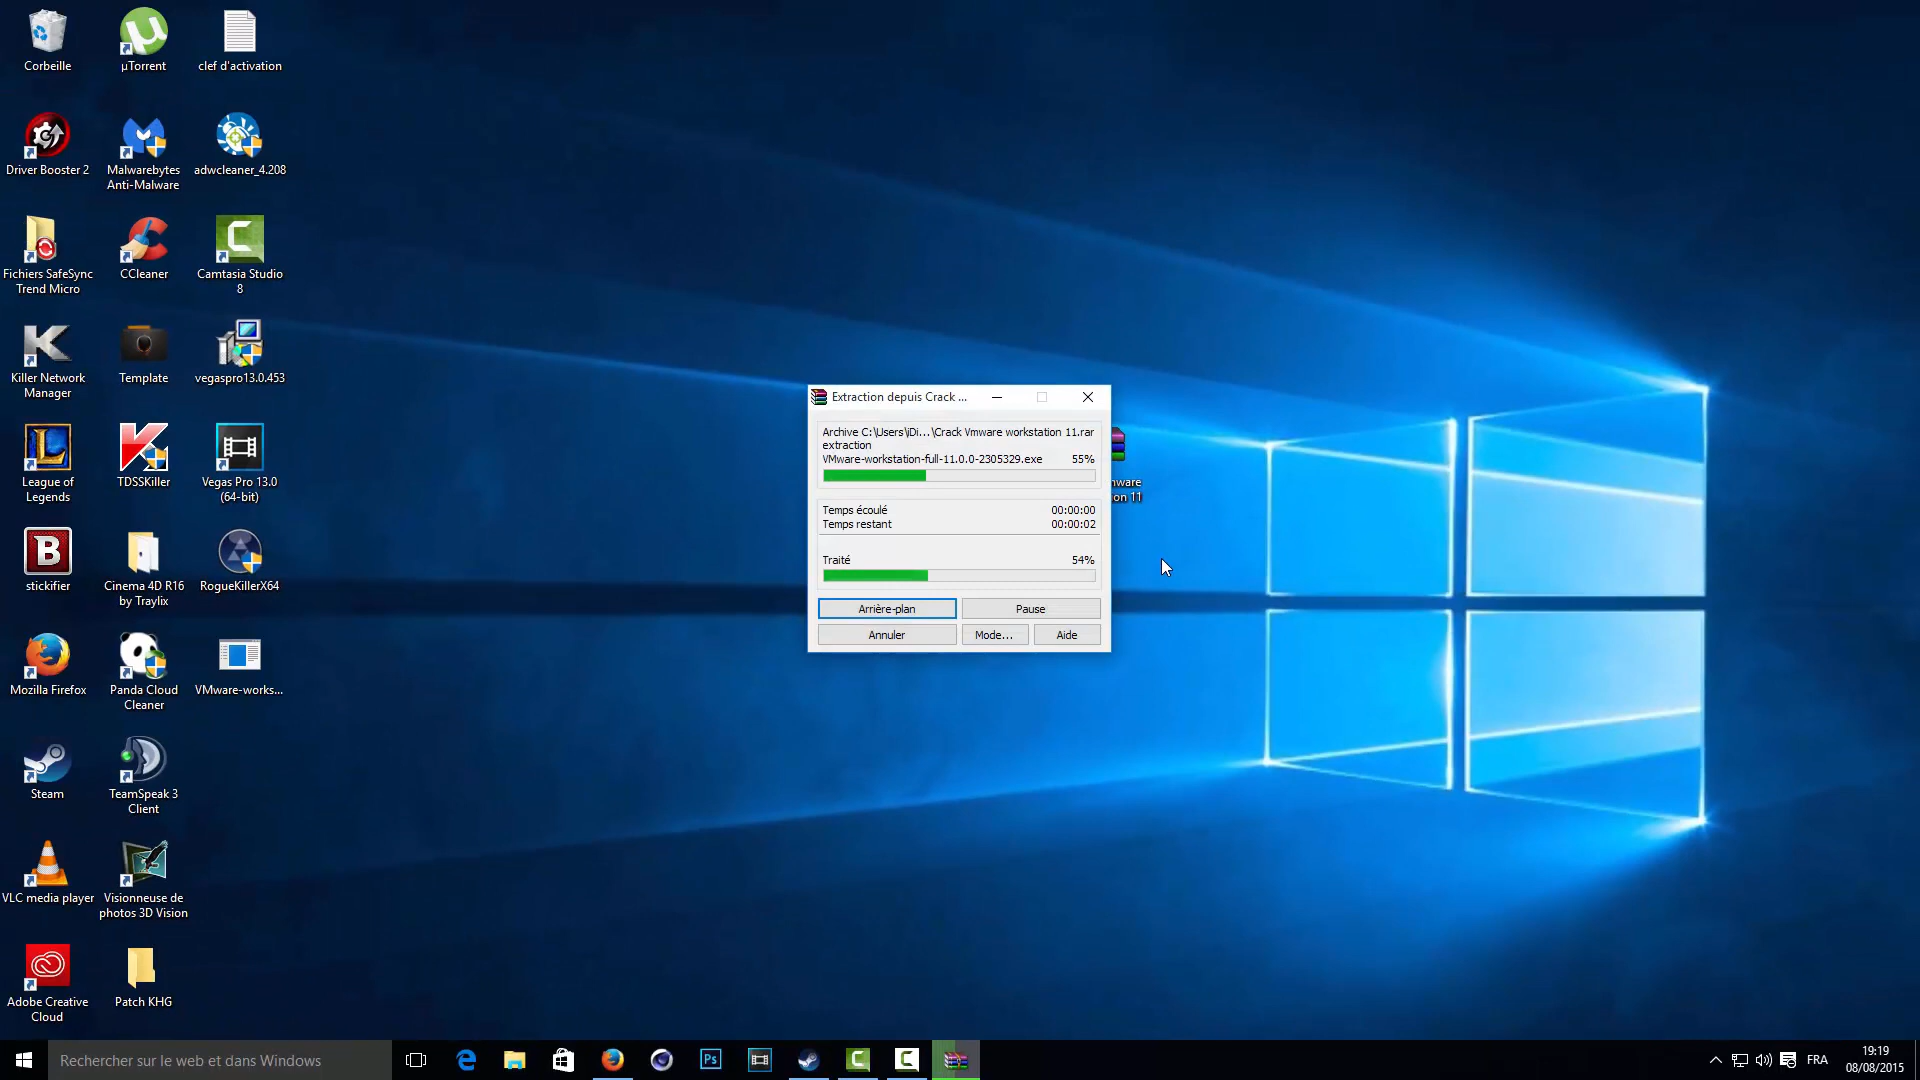 Corbeille
µTorrent
clef d'activation
Driver Booster 2
Malwarebytes
Anti-Malware
adwcleaner_4.208
Fichiers SafeSync
Trend Micro
CCleaner
Camtasia Studio
8
Killer Network
Manager
Template
vegaspro13.0.453
League of
Legends
TDSSKiller
Vegas Pro 13.0
(64-bit)
stickifier
Cinema 4D R16
by Traylix
RogueKillerX64
Mozilla Firefox
Panda Cloud
Cleaner
VMware-works...
Steam
TeamSpeak 3
Client
VLC media player
Visionneuse de
photos 3D Vision
Adobe Creative
Cloud
Patch KHG
Extraction depuis Crack ...
Archive C:\Users\iDi...\Crack Vmware workstation 11.rar
extraction
VMware-workstation-full-11.0.0-2305329.exe 55%
Temps écoulé 00:00:00
Temps restant 00:00:02
Traité 54%
Arrière-plan
Pause
Annuler
Mode...
Aide
mware
on 11
Rechercher sur le web et dans Windows
Ps
FRA
19:19
08/08/2015